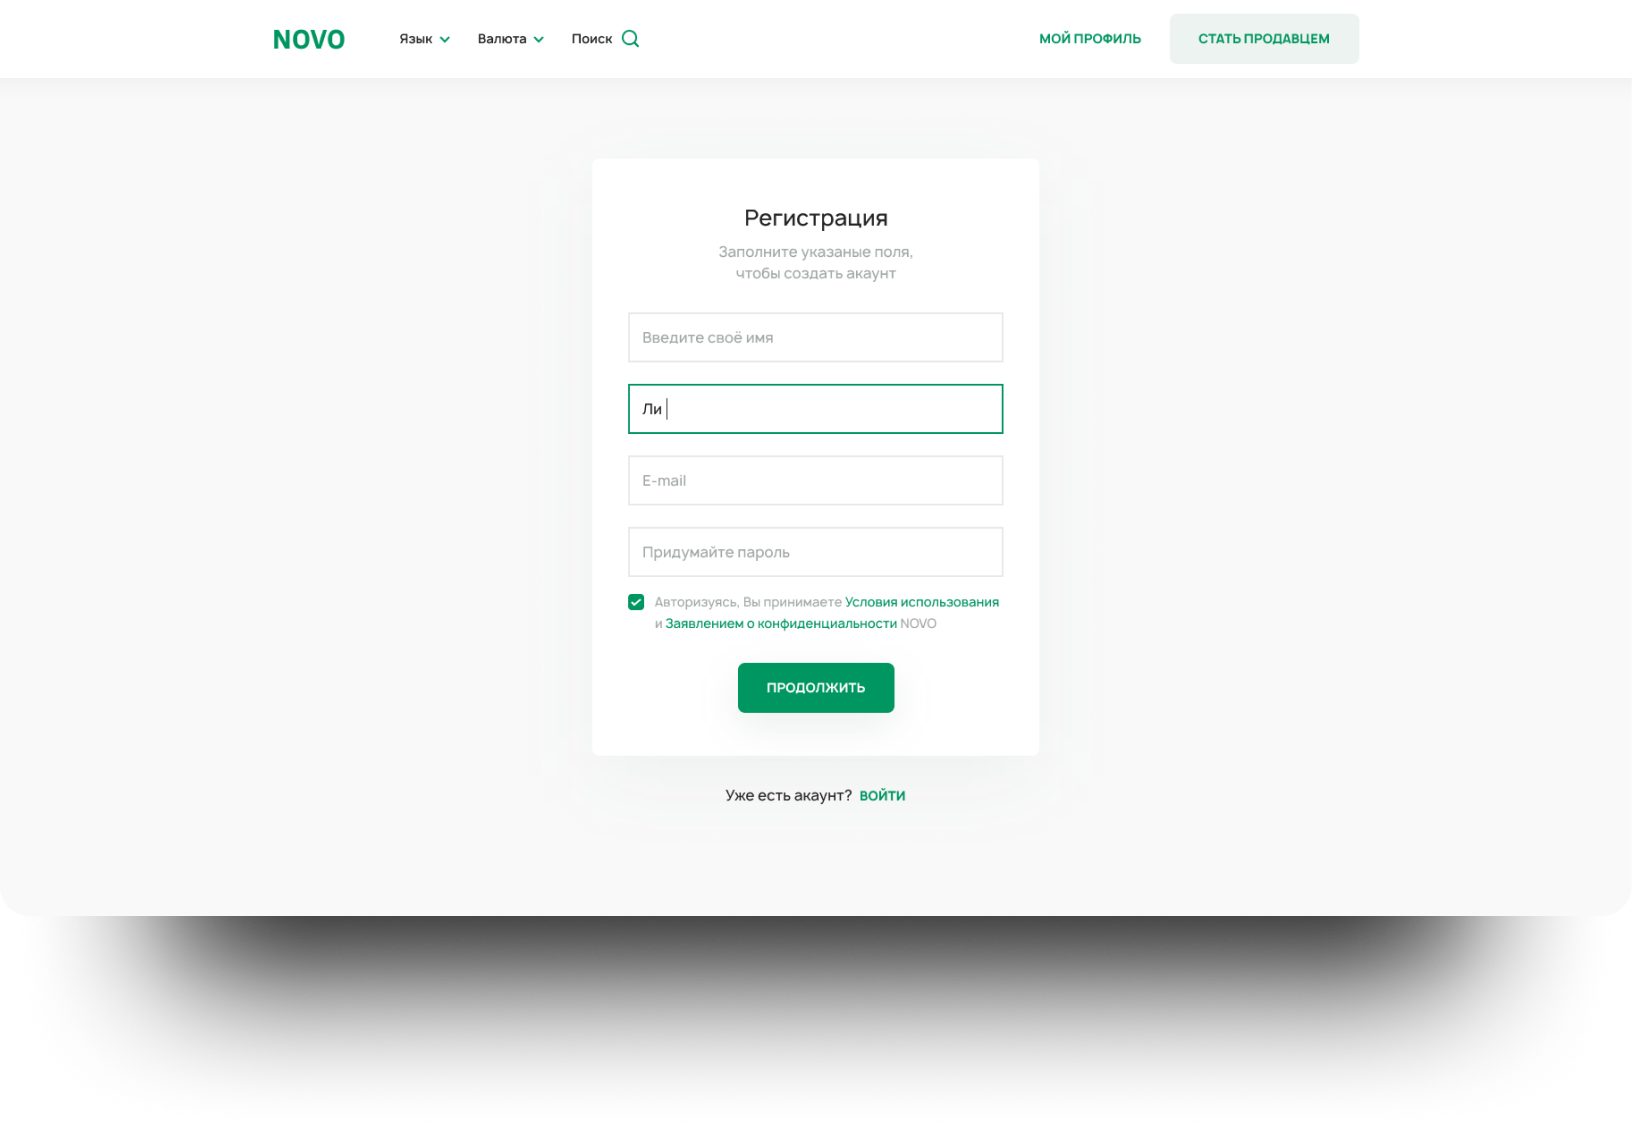 NOVO
Язык
Валюта
Поиск
МОЙ ПРОФИЛЬ
СТАТЬ ПРОДАВЦЕМ
Регистрация
Заполните указаные поля,
чтобы создать акаунт
Введите своё имя
Ли
E-mail
Придумайте пароль
Авторизуясь, Вы принимаете Условия использования
и Заявлением о конфиденциальности NOVO
ПРОДОЛЖИТЬ
Уже есть акаунт? ВОЙТИ